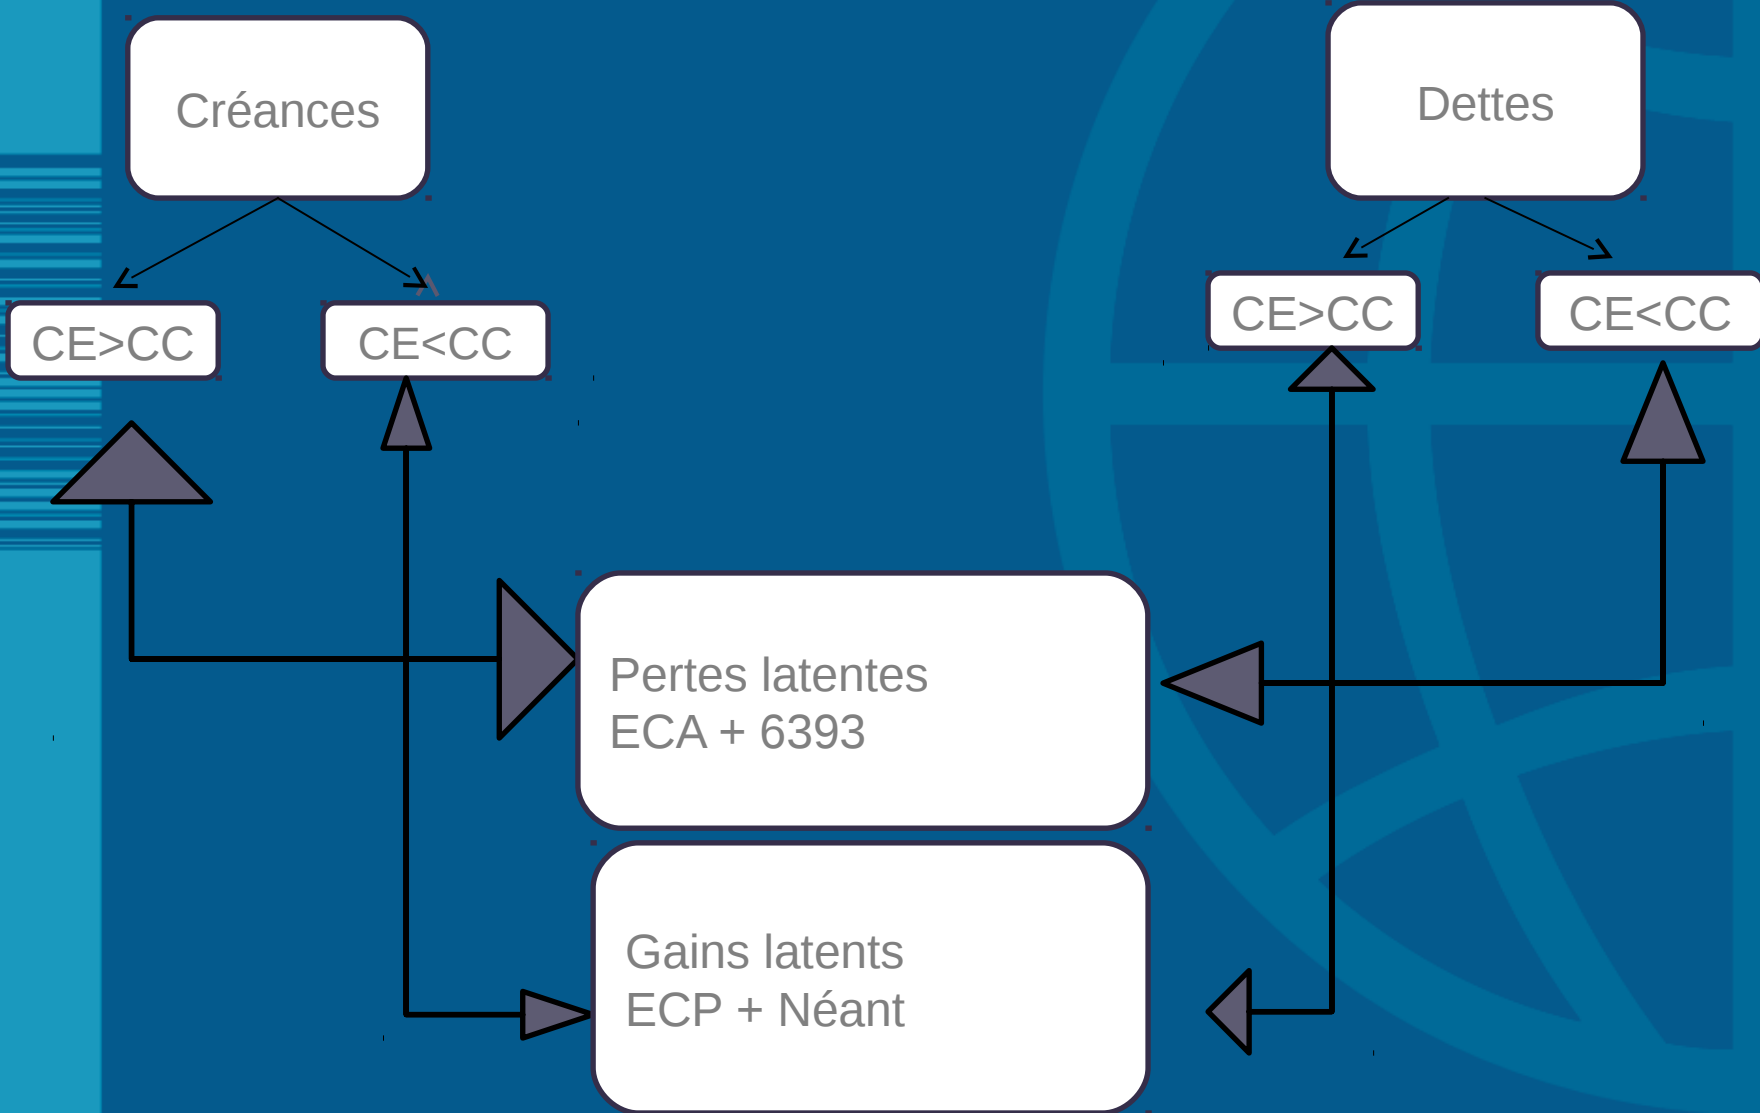 Créances
Dettes
CE>CC
CE<CC
CE>CC
CE<CC
Pertes latentes
ECA + 6393
Gains latents
ECP + Néant